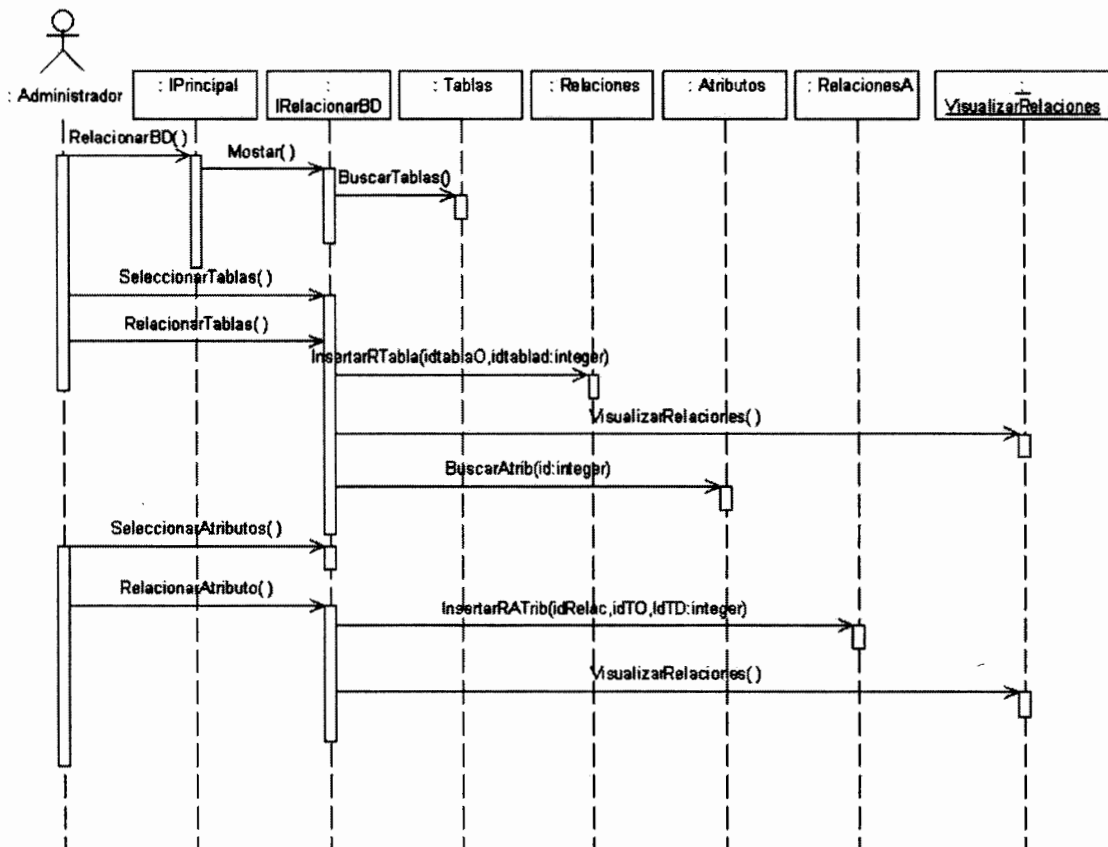 : Administrador
: IPrincipal
:
IRelacionarBD
: Tablas
: Relaciones
: Atributos
: RelacionesA
:
VisualizarRelaciones
RelacionarBD()
Mostar()
BuscarTablas()
SeleccionarTablas( )
RelacionarTablas( )
InsertarRTabla(idtablaO,idtablad:integer)
VisualizarRelaciones( )
BuscarAtrib(id:integer)
SeleccionarAtributos( )
RelacionarAtributo( )
InsertarRATrib(idRelac,idTO,IdTD:integer)
VisualizarRelaciones( )